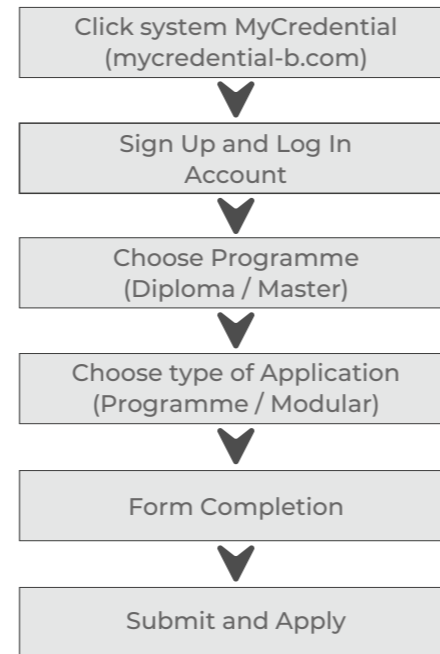 Click system MyCredential
(mycredential-b.com)
Sign Up and Log In
Account
Choose Programme
(Diploma / Master)
Choose type of Application
(Programme / Modular)
Form Completion
Submit and Apply